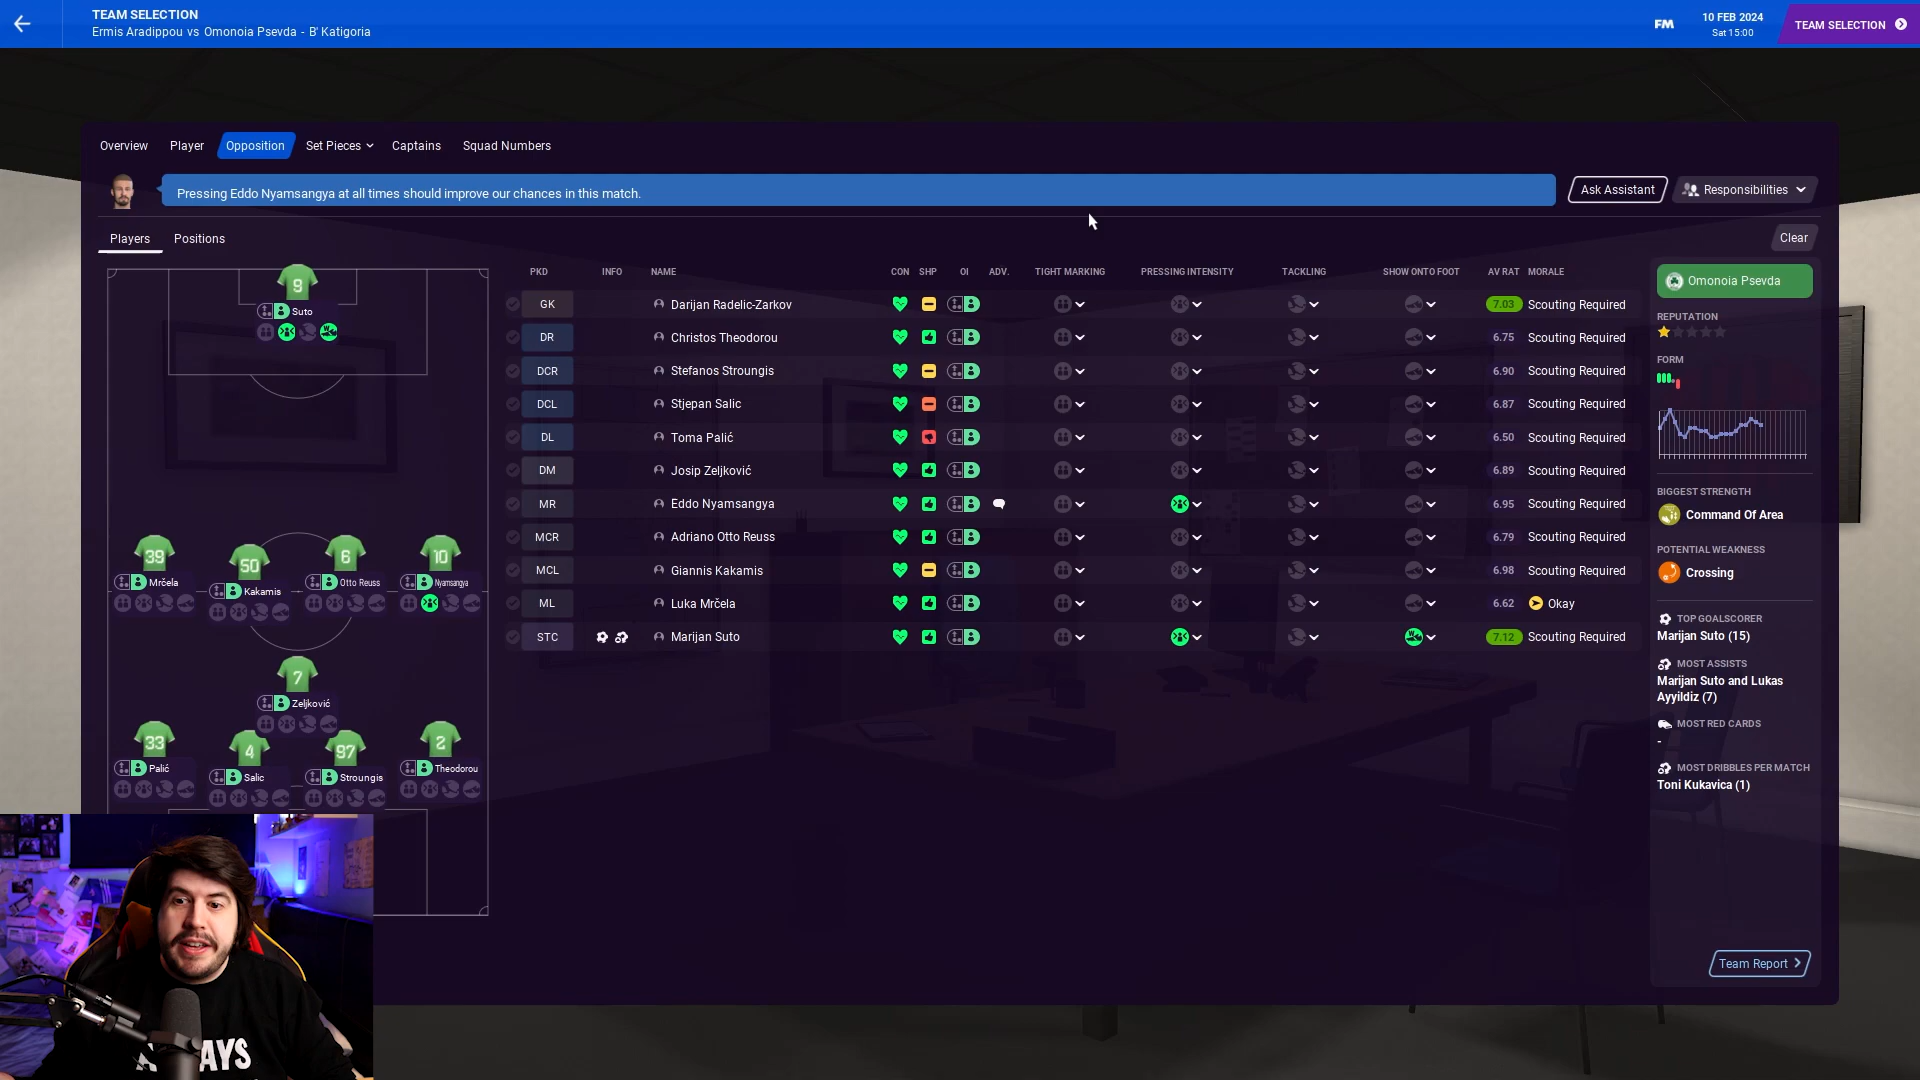 TEAM SELECTION
Ermis Aradippou vs Omonoia Psevda - B' Katigoria
FM
10 FEB 2024
Sat 15:00
TEAM SELECTION
Overview
Player
Opposition
Set Pieces
Captains
Squad Numbers
Pressing Eddo Nyamsangya at all times should improve our chances in this match.
Ask Assistant
Responsibilities
Players
Positions
Clear
9
Suto
39
Mrčela
50
Kakamis
6
Otto Reuss
10
Nyamsangya
7
Zeljković
33
Palić
4
Salic
97
Stroungis
2
Theodorou
PKD INFO NAME CON SHP OI ADV. TIGHT MARKING PRESSING INTENSITY TACKLING SHOW ONTO FOOT AV RAT MORALE
GK Darijan Radelic-Zarkov 7.03 Scouting Required
DR Christos Theodorou 6.75 Scouting Required
DCR Stefanos Stroungis 6.90 Scouting Required
DCL Stjepan Salic 6.87 Scouting Required
DL Toma Palić 6.50 Scouting Required
DM Josip Zeljković 6.89 Scouting Required
MR Eddo Nyamsangya 6.95 Scouting Required
MCR Adriano Otto Reuss 6.79 Scouting Required
MCL Giannis Kakamis 6.98 Scouting Required
ML Luka Mrčela 6.62 Okay
STC Marijan Suto 7.12 Scouting Required
Omonoia Psevda
REPUTATION
FORM
BIGGEST STRENGTH
Command Of Area
POTENTIAL WEAKNESS
Crossing
TOP GOALSCORER
Marijan Suto (15)
MOST ASSISTS
Marijan Suto and Lukas
Ayyildiz (7)
MOST RED CARDS
-
MOST DRIBBLES PER MATCH
Toni Kukavica (1)
Team Report